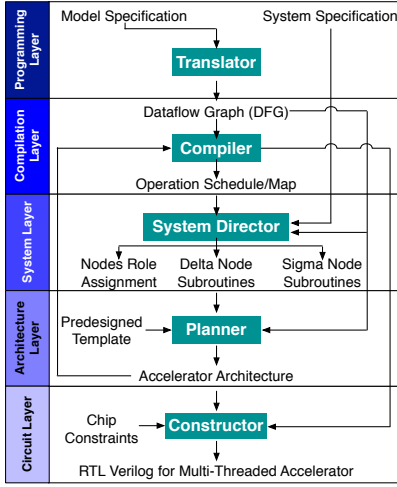 Model Specification
System Specification
Programming
Layer
Translator
Dataflow Graph (DFG)
Compilation
Layer
Compiler
Operation Schedule/Map
System Layer
System Director
Nodes Role
Assignment
Delta Node
Subroutines
Sigma Node
Subroutines
Architecture
Layer
Predesigned
Template
Planner
Accelerator Architecture
Circuit Layer
Chip
Constraints
Constructor
RTL Verilog for Multi-Threaded Accelerator